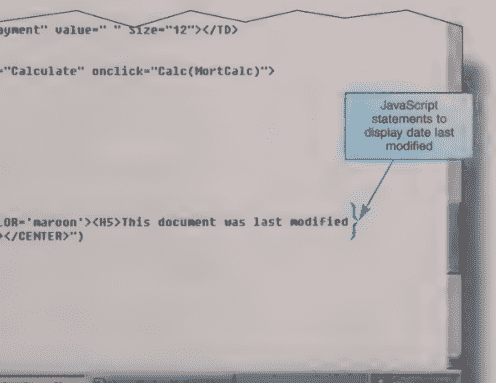 ayment" value=" " size="12"></TD>
="Calculate" onclick="Calc(MortCalc)">
JavaScript
statements to
display date last
modified
LOR='maroon'><H5>This document was last modified
></CENTER>")